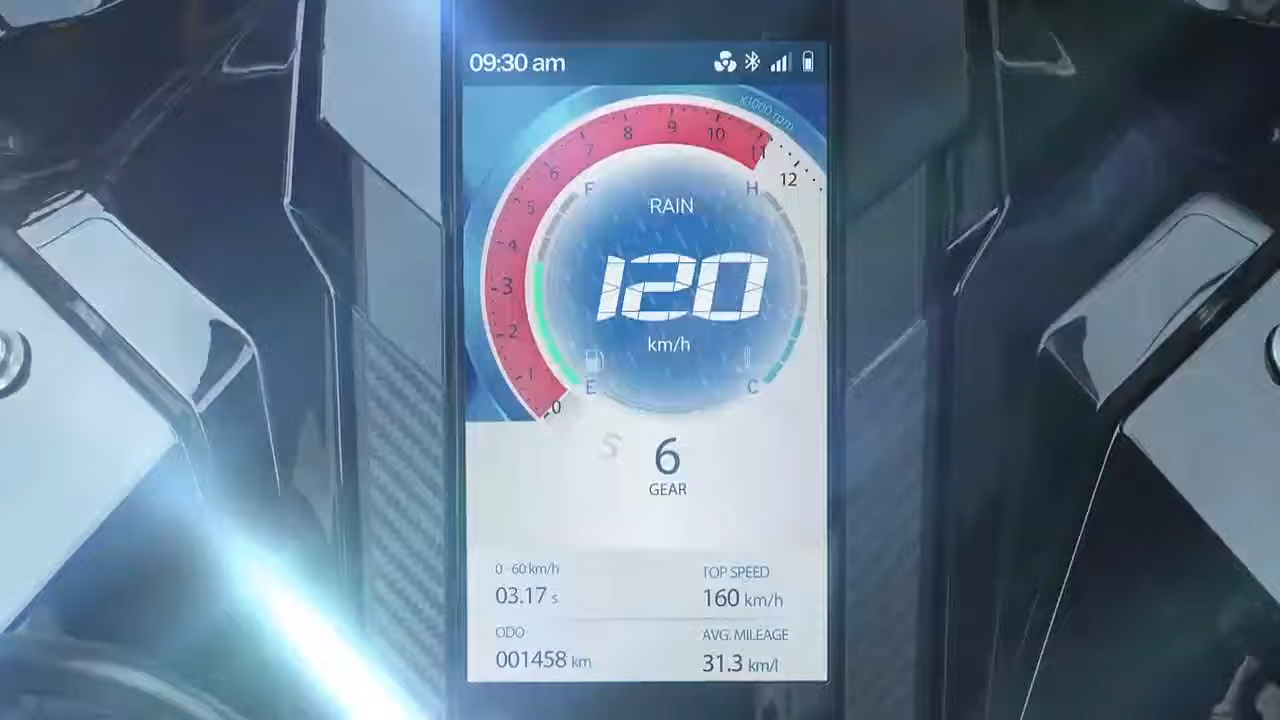 09:30 am
x1000 rpm
0
1
2
3
4
5
6
7
8
9
10
11
12
F
H
RAIN
120
km/h
E
C
S
6
GEAR
0 - 60 km/h
03.17 s
TOP SPEED
160 km/h
ODO
001458 km
AVG. MILEAGE
31.3 km/l